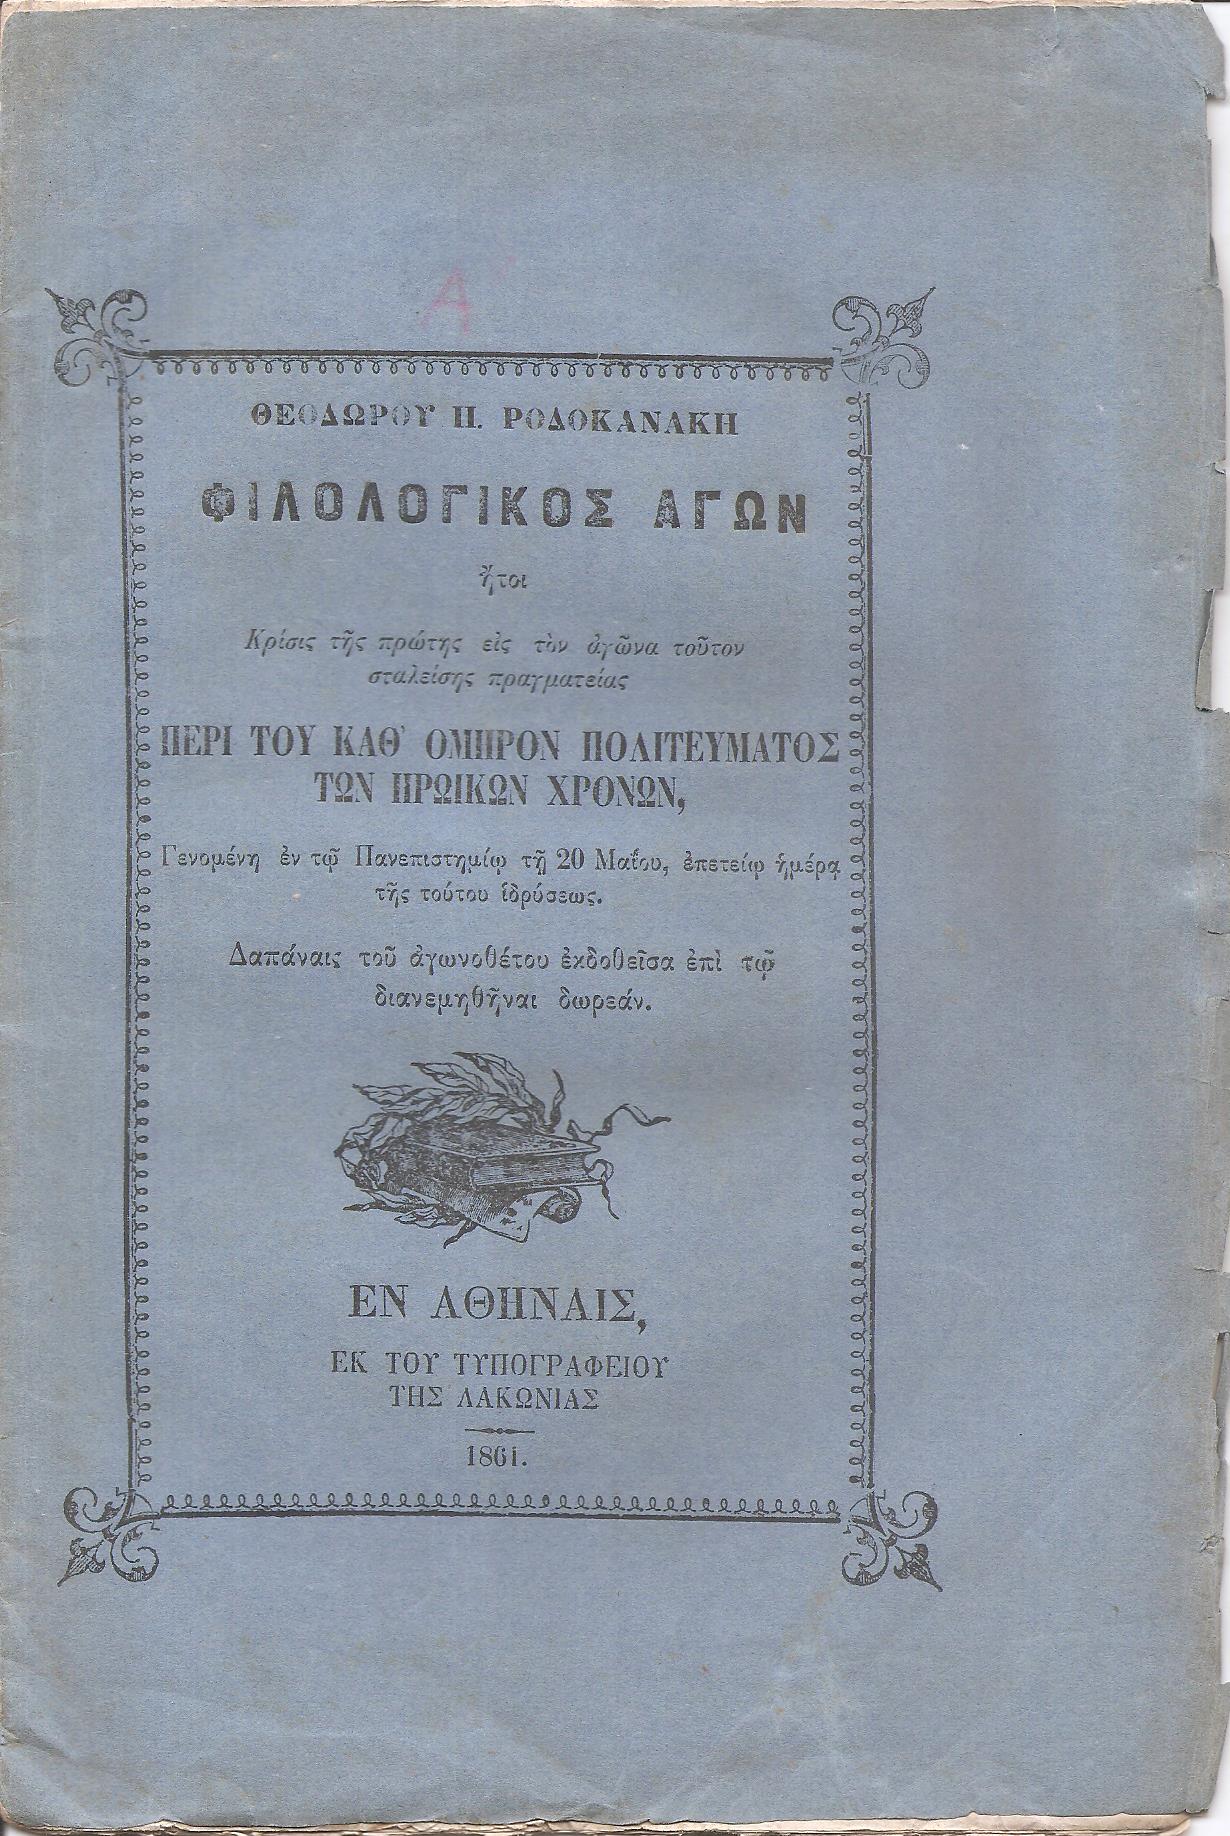 Α'
ΘΕΟΔΩΡΟΥ Π. ΡΟΔΟΚΑΝΑΚΗ
ΦΙΛΟΛΟΓΙΚΟΣ ΑΓΩΝ
ἤτοι
Κρίσις τῆς πρώτης εἰς τὸν ἀγῶνα τοῦτον
σταλείσης πραγματείας
ΠΕΡΙ ΤΟΥ ΚΑΘ' ΟΜΗΡΟΝ ΠΟΛΙΤΕΥΜΑΤΟΣ
ΤΩΝ ΗΡΩΙΚΩΝ ΧΡΟΝΩΝ,
Γενομένη ἐν τῷ Πανεπιστημίῳ τῇ 20 Μαΐου, ἐπετείῳ ἡμέρᾳ
τῆς τούτου ἱδρύσεως.
Δαπάναις τοῦ ἀγωνοθέτου ἐκδοθεῖσα ἐπὶ τῷ
διανεμηθῆναι δωρεάν.
ΕΝ ΑΘΗΝΑΙΣ,
ΕΚ ΤΟΥ ΤΥΠΟΓΡΑΦΕΙΟΥ
ΤΗΣ ΛΑΚΩΝΙΑΣ
1861.